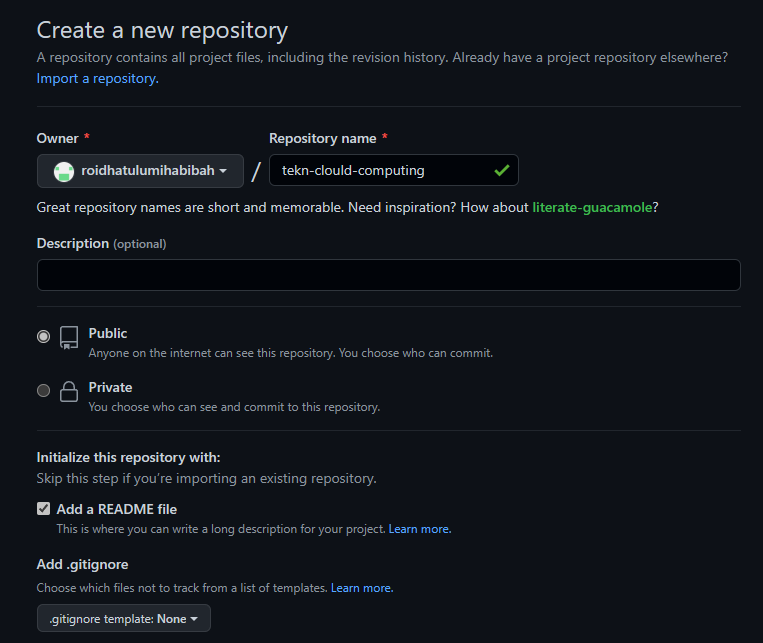 Create a new repository
A repository contains all project files, including the revision history. Already have a project repository elsewhere?
Import a repository.
Owner *
Repository name *
roidhatulumihabibah
/
tekn-clould-computing
Great repository names are short and memorable. Need inspiration? How about literate-guacamole?
Description (optional)
Public
Anyone on the internet can see this repository. You choose who can commit.
Private
You choose who can see and commit to this repository.
Initialize this repository with:
Skip this step if you're importing an existing repository.
Add a README file
This is where you can write a long description for your project. Learn more.
Add .gitignore
Choose which files not to track from a list of templates. Learn more.
.gitignore template: None